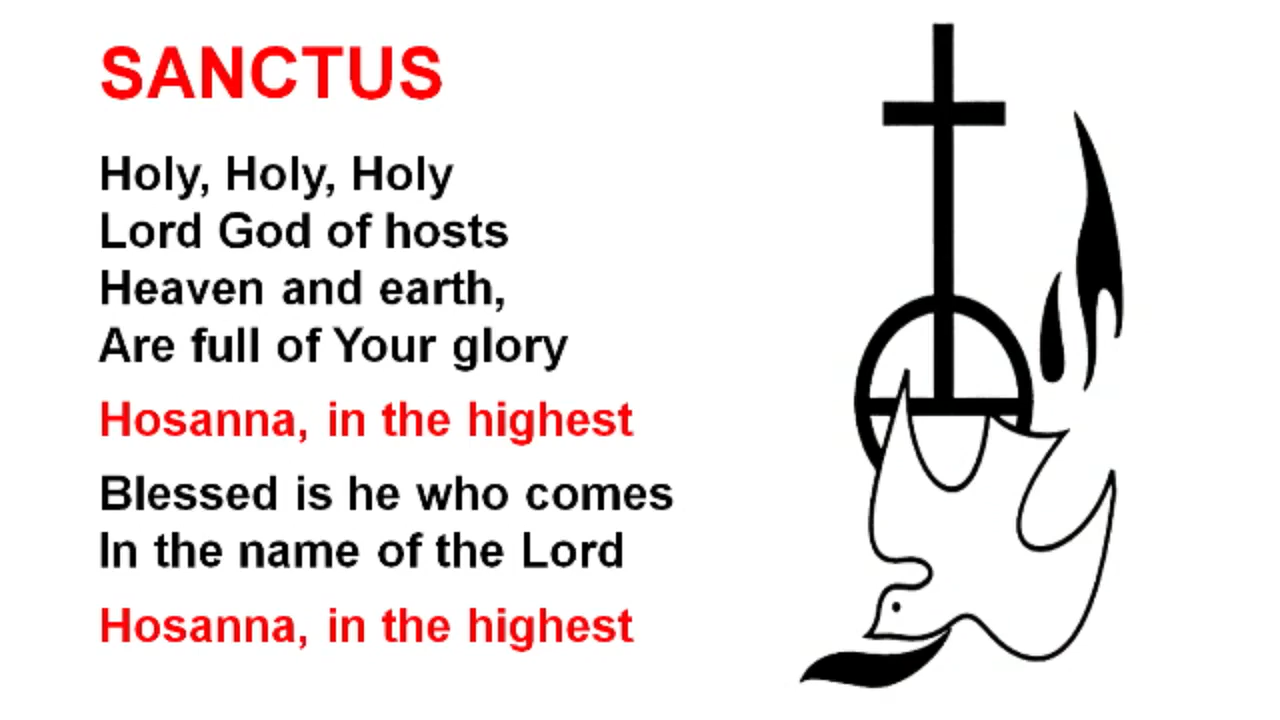 SANCTUS
Holy, Holy, Holy
Lord God of hosts
Heaven and earth,
Are full of Your glory
Hosanna, in the highest
Blessed is he who comes
In the name of the Lord
Hosanna, in the highest